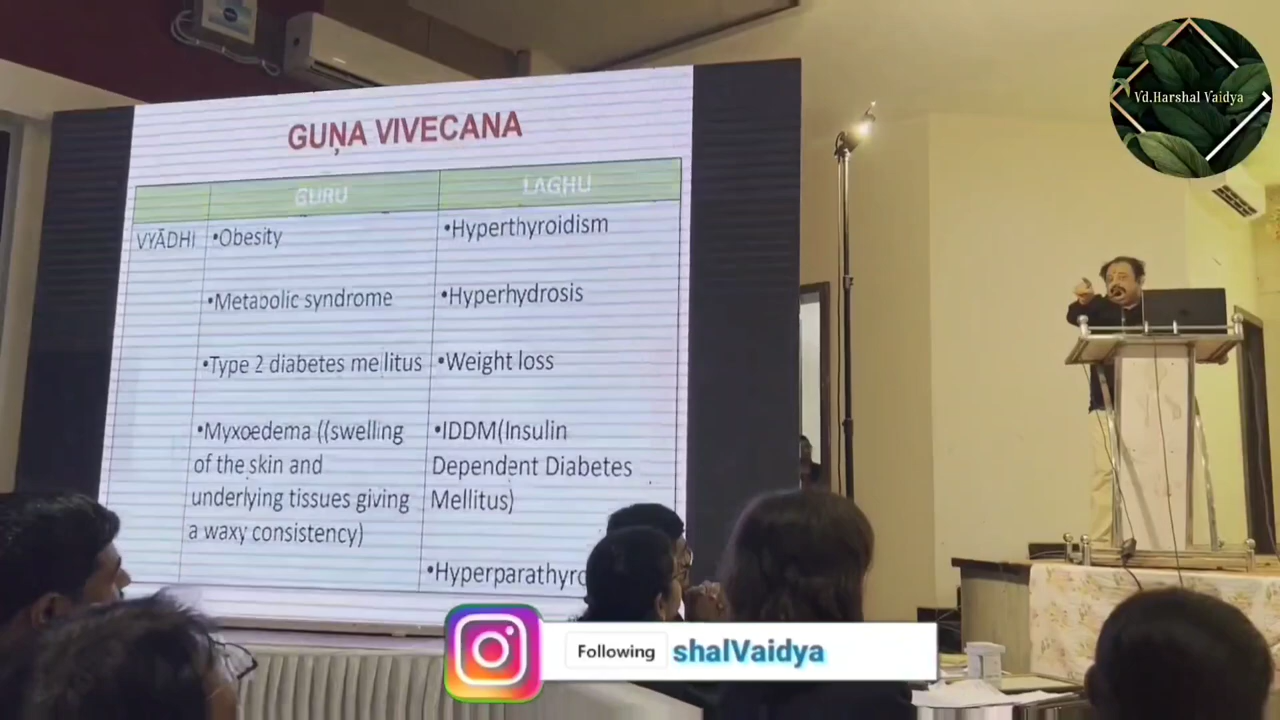 Vd.Harshal Vaidya
GUṆA VIVECANA
GURU
LAGHU
VYĀDHI
•Obesity
•Hyperthyroidism
•Metabolic syndrome
•Hyperhydrosis
•Type 2 diabetes mellitus
•Weight loss
•Myxoedema ((swelling
of the skin and
underlying tissues giving
a waxy consistency)
•IDDM(Insulin
Dependent Diabetes
Mellitus)
•Hyperparathyro
Following
shalVaidya